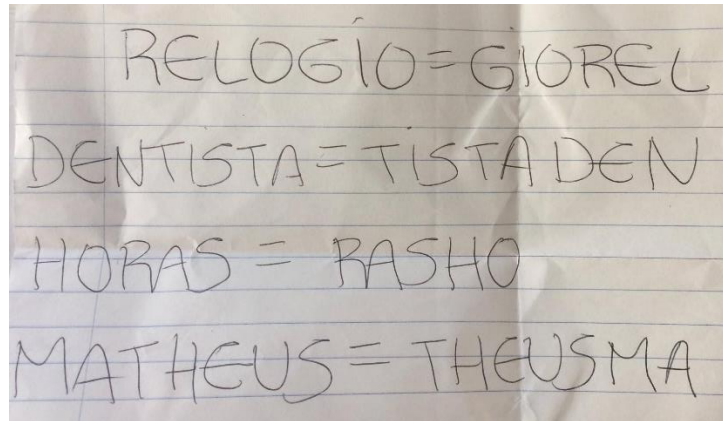 RELOGIO = GIOREL
DENTISTA = TISTADEN
HORAS = RASHO
MATHEUS = THEUSMA